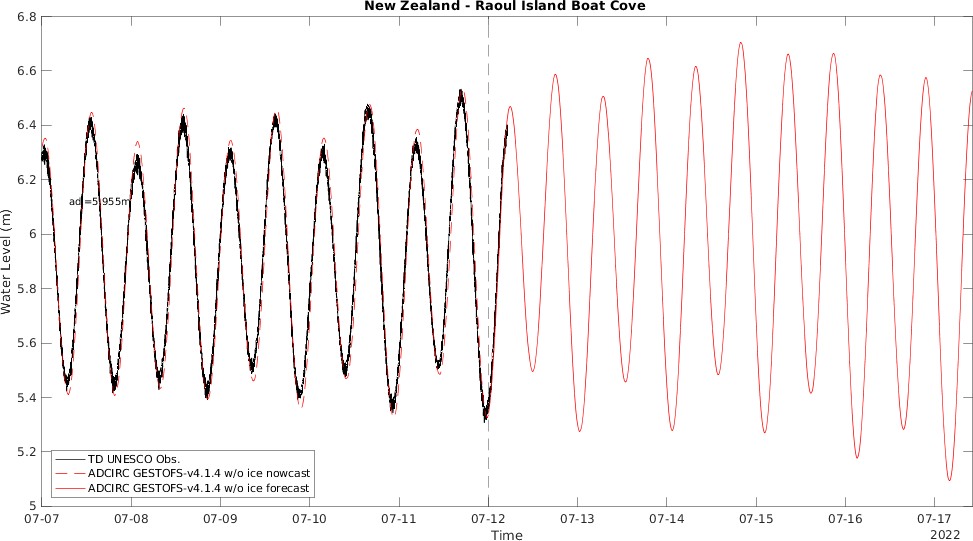 New Zealand - Raoul Island Boat Cove
6.8
6.6
6.4
6.2
6
5.8
5.6
5.4
5.2
5
Water Level (m)
adj=5.955m
TD UNESCO Obs.
ADCIRC GESTOFS-v4.1.4 w/o ice nowcast
ADCIRC GESTOFS-v4.1.4 w/o ice forecast
07-07 07-08 07-09 07-10 07-11 07-12 07-13 07-14 07-15 07-16 07-17
Time
2022